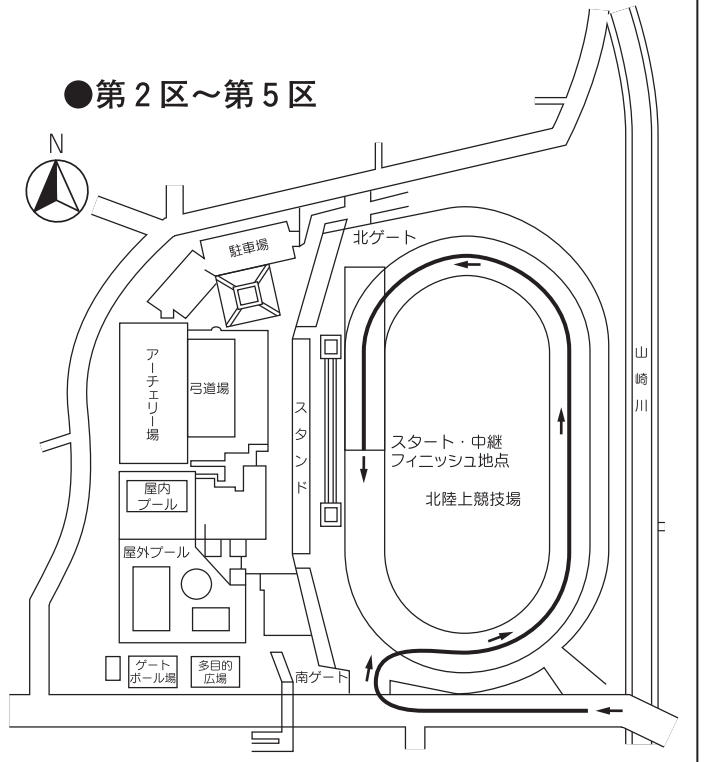 ●第2区～第5区
N
駐車場
北ゲート
アーチェリー場
弓道場
スタンド
山崎川
スタート・中継
フィニッシュ地点
北陸上競技場
屋内
プール
屋外プール
ゲート
ボール場
多目的
広場
南ゲート